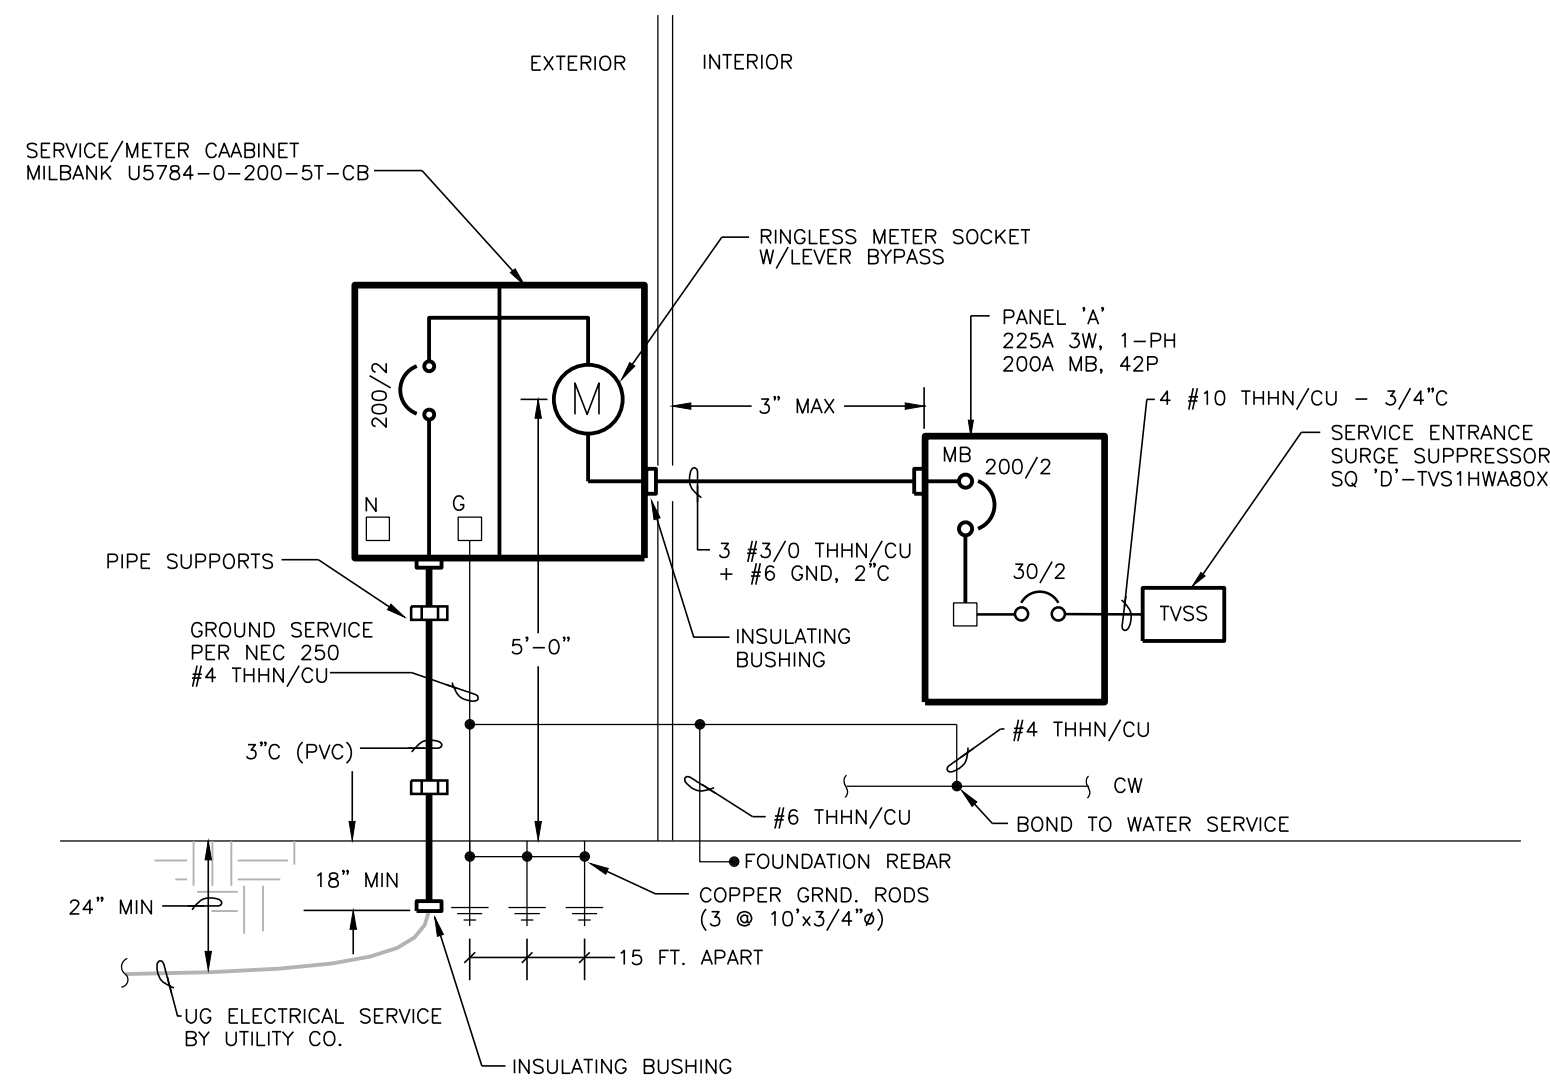 EXTERIOR
INTERIOR
SERVICE/METER CAABINET
MILBANK U5784-0-200-5T-CB
RINGLESS METER SOCKET
W/LEVER BYPASS
PANEL 'A'
225A 3W, 1-PH
200A MB, 42P
200/2
M
3" MAX
4 #10 THHN/CU - 3/4"C
SERVICE ENTRANCE
SURGE SUPPRESSOR
SQ 'D'-TVS1HWA80X
MB
200/2
N
G
3 #3/0 THHN/CU
+ #6 GND, 2"C
PIPE SUPPORTS
30/2
TVSS
GROUND SERVICE
PER NEC 250
#4 THHN/CU
5'-0"
INSULATING
BUSHING
3"C (PVC)
#4 THHN/CU
CW
#6 THHN/CU
BOND TO WATER SERVICE
FOUNDATION REBAR
18" MIN
24" MIN
COPPER GRND. RODS
(3 @ 10'x3/4"ø)
15 FT. APART
UG ELECTRICAL SERVICE
BY UTILITY CO.
INSULATING BUSHING